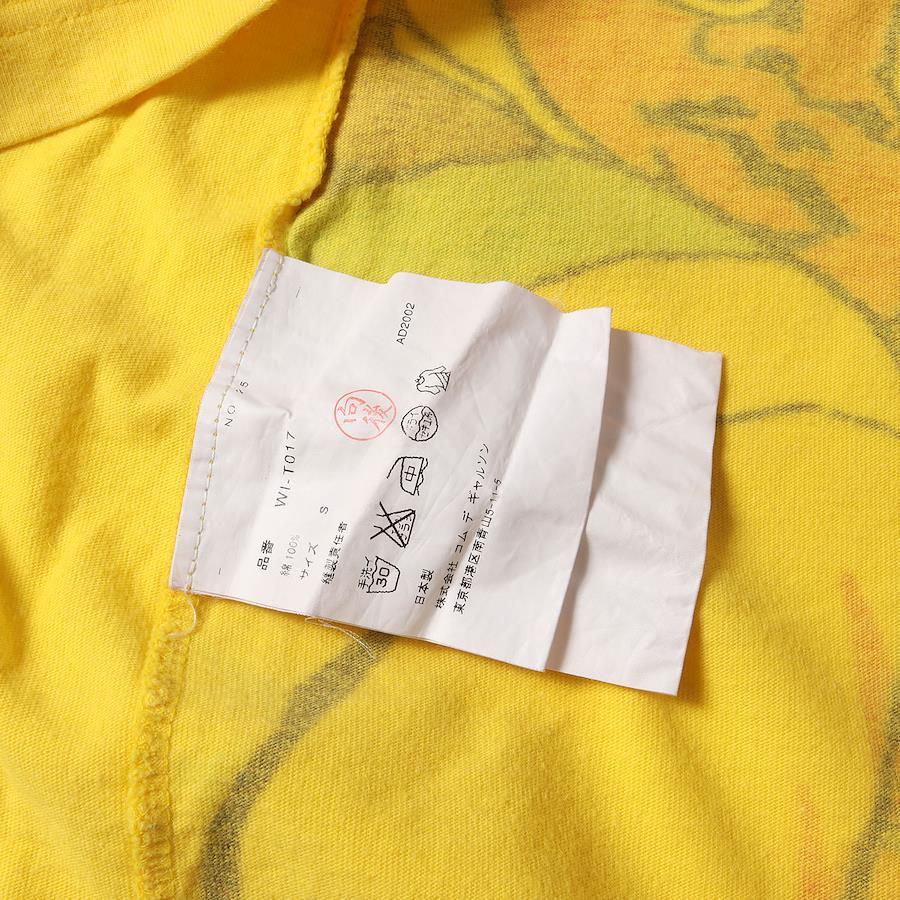 NO 75
品番 WI-T017
綿 100%
サイズ S
縫製責任者
AD2002
手洗イ
30
中
日本製
株式会社 コム デ ギャルソン
東京都港区南青山5-11-5